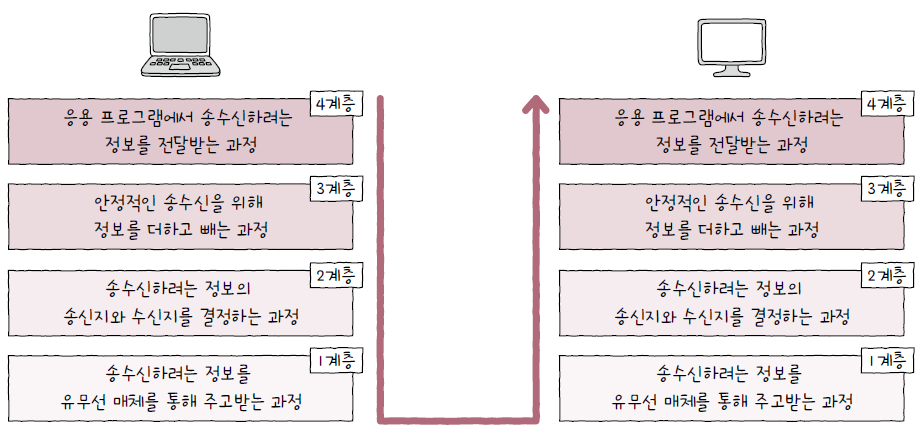 4계층
응용 프로그램에서 송수신하려는
정보를 전달받는 과정
3계층
안정적인 송수신을 위해
정보를 더하고 빼는 과정
2계층
송수신하려는 정보의
송신지와 수신지를 결정하는 과정
1계층
송수신하려는 정보를
유무선 매체를 통해 주고받는 과정
4계층
응용 프로그램에서 송수신하려는
정보를 전달받는 과정
3계층
안정적인 송수신을 위해
정보를 더하고 빼는 과정
2계층
송수신하려는 정보의
송신지와 수신지를 결정하는 과정
1계층
송수신하려는 정보를
유무선 매체를 통해 주고받는 과정